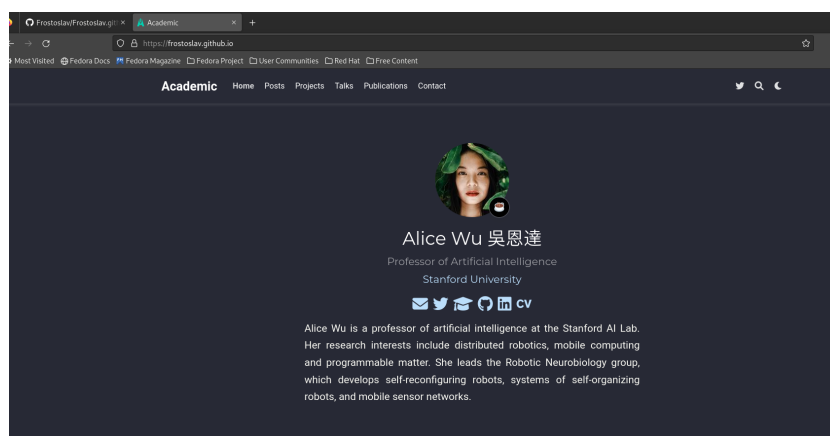 Frostoslav/Frostoslav.git
Academic
https://frostoslav.github.io
Most Visited Fedora Docs Fedora Magazine Fedora Project User Communities Red Hat Free Content
Academic Home Posts Projects Talks Publications Contact
Alice Wu 吳恩達
Professor of Artificial Intelligence
Stanford University
CV
Alice Wu is a professor of artificial intelligence at the Stanford AI Lab.
Her research interests include distributed robotics, mobile computing
and programmable matter. She leads the Robotic Neurobiology group,
which develops self-reconfiguring robots, systems of self-organizing
robots, and mobile sensor networks.